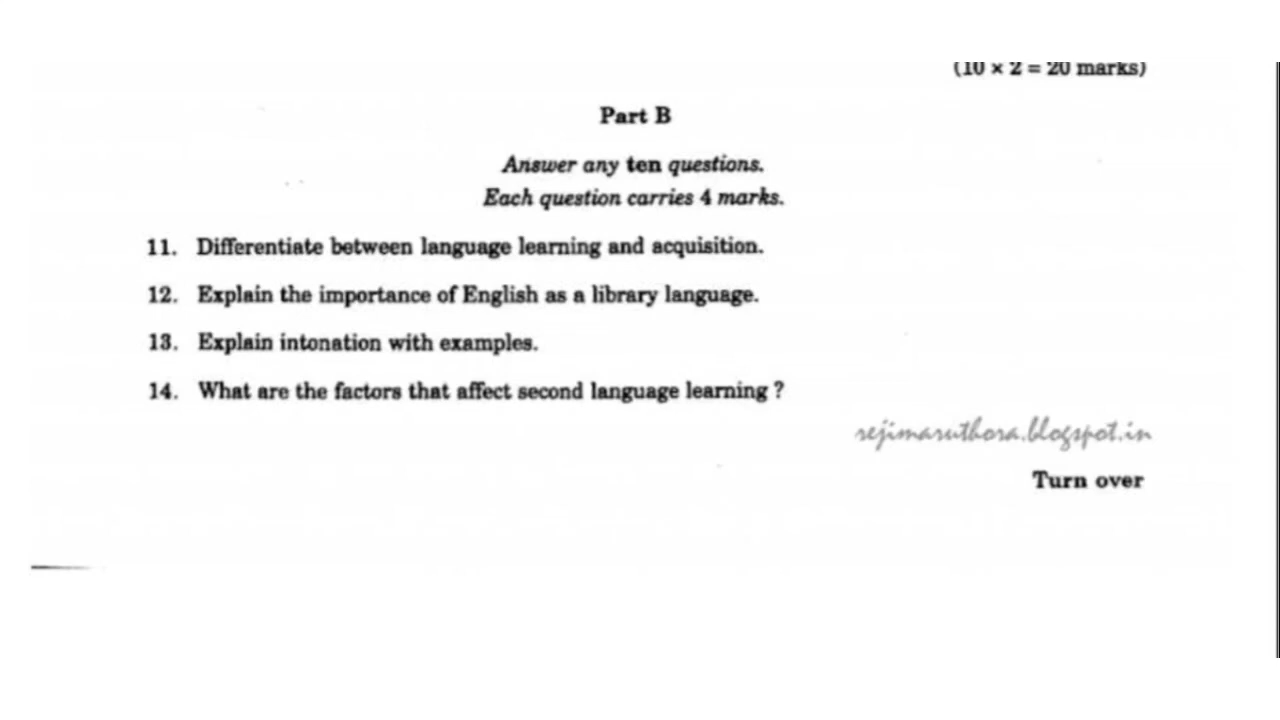 (10 × 2 = 20 marks)
Part B
Answer any ten questions.
Each question carries 4 marks.
11. Differentiate between language learning and acquisition.
12. Explain the importance of English as a library language.
13. Explain intonation with examples.
14. What are the factors that affect second language learning ?
rejimaruthora.blogspot.in
Turn over